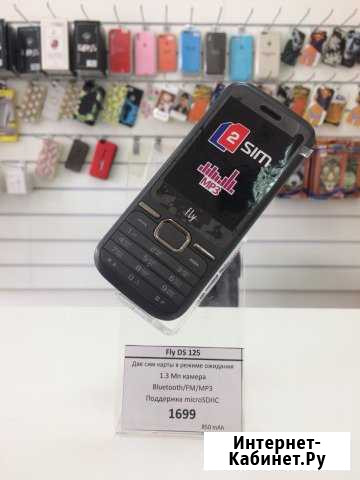 2
SIM
MP3
Fly
Fly DS 125
Две сим карты в режиме ожидания
1.3 Мп камера
Bluetooth/FM/MP3
Поддержка microSDHC
1699
850 mAh
Интернет-
Кабинет.Ру